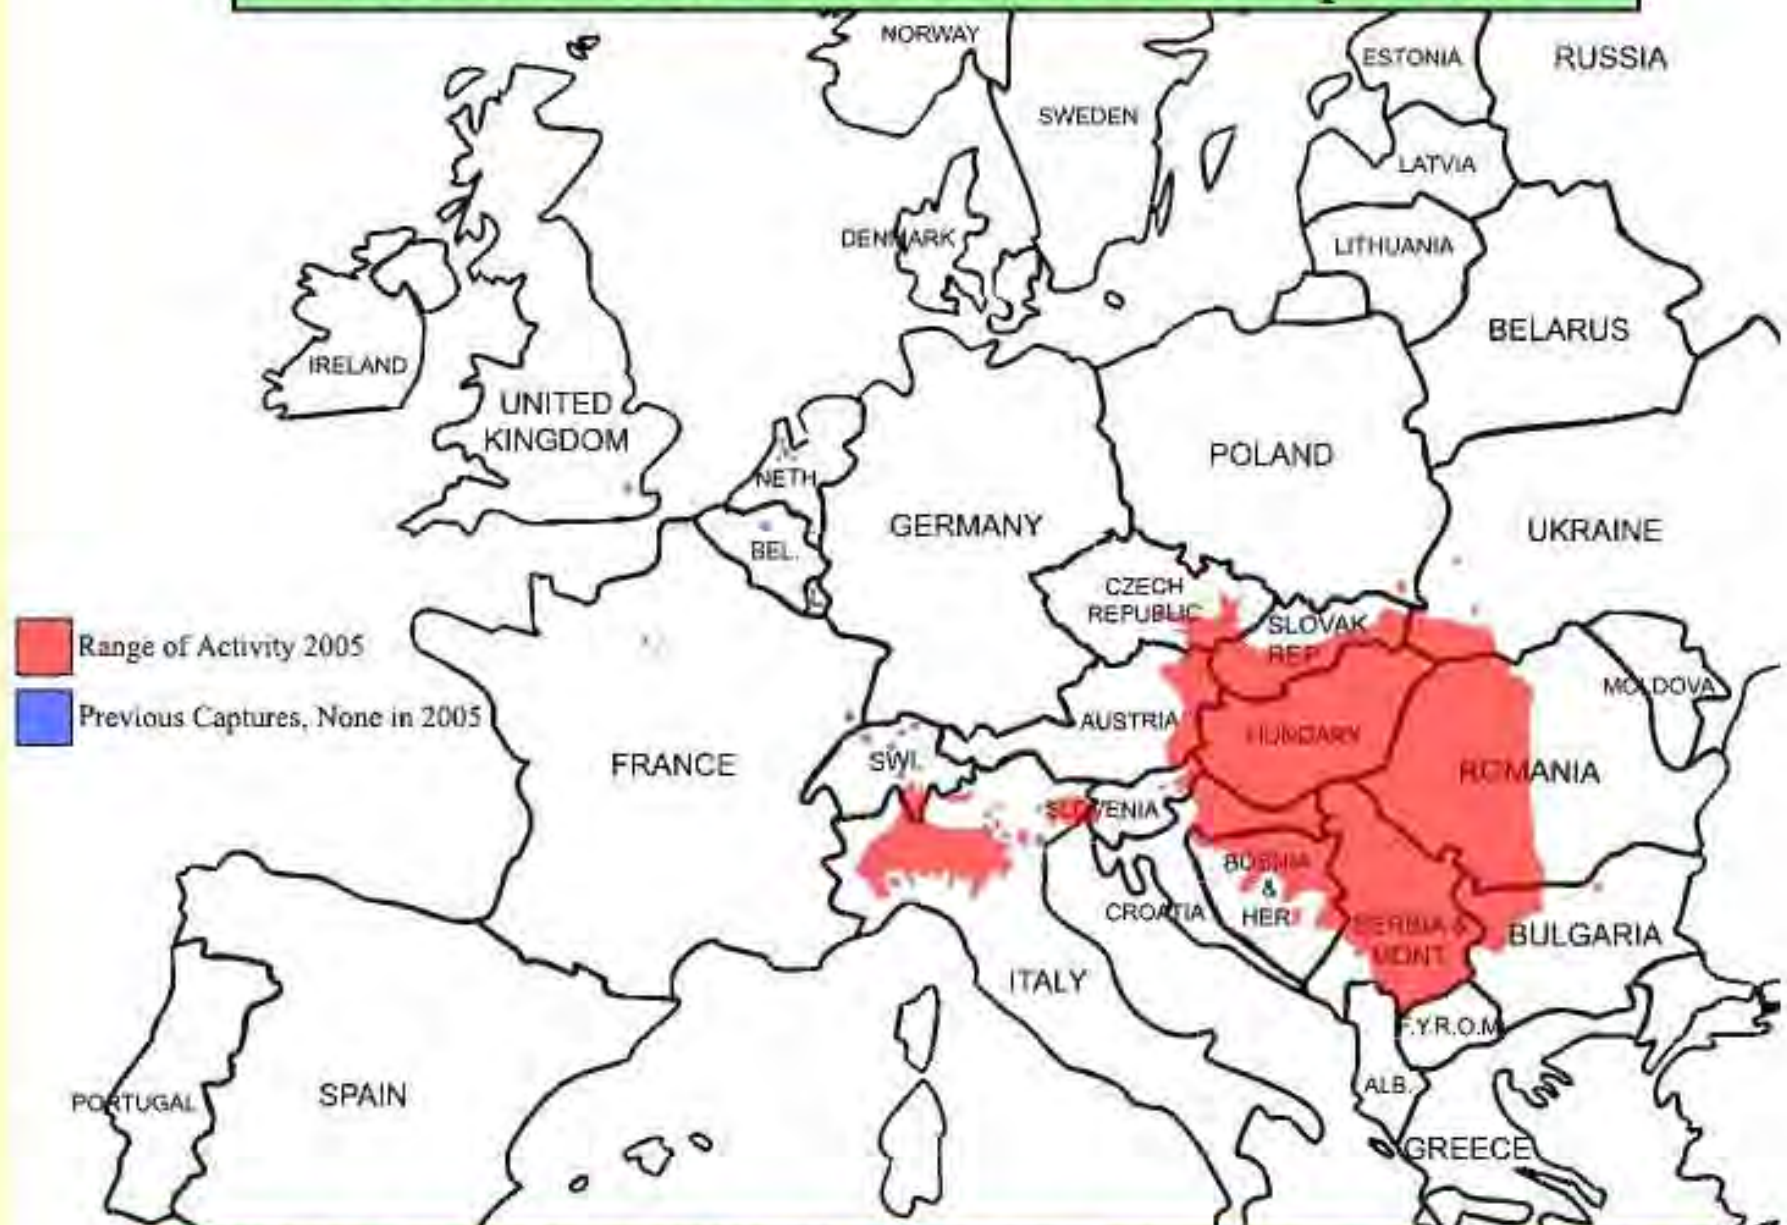 NORWAY
ESTONIA
RUSSIA
SWEDEN
LATVIA
DENMARK
LITHUANIA
BELARUS
IRELAND
UNITED
KINGDOM
NETH
POLAND
GERMANY
UKRAINE
BEL.
L
CZECH
REPUBLIC
SLOVAK
REP
Range of Activity 2005
Previous Captures, None in 2005
MOLDOVA
AUSTRIA
HUNGARY
FRANCE
SWI.
ROMANIA
SLOVENIA
BOSNIA
&
HER
CROATIA
SERBIA &
MONT.
BULGARIA
ITALY
F.Y.R.O.M
ALB.
PORTUGAL
SPAIN
GREECE